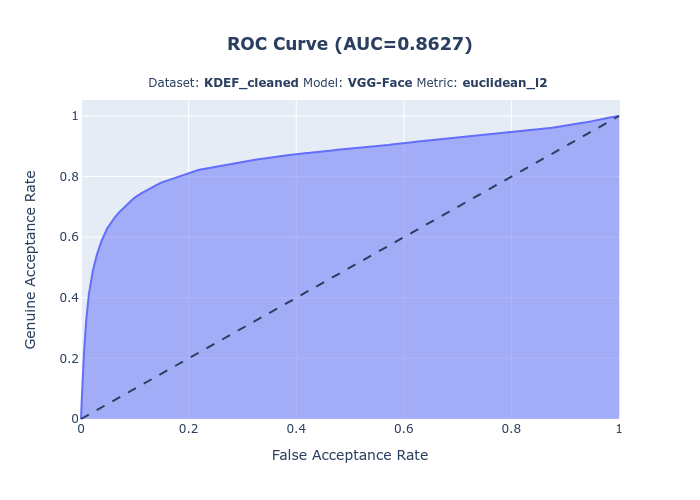 ROC Curve (AUC=0.8627)
Dataset: KDEF_cleaned Model: VGG-Face Metric: euclidean_l2
Genuine Acceptance Rate
1
0.8
0.6
0.4
0.2
0
0 0.2 0.4 0.6 0.8 1
False Acceptance Rate